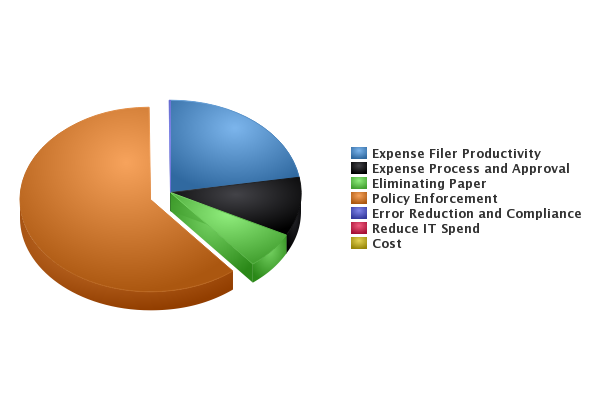 Expense Filer Productivity
Expense Process and Approval
Eliminating Paper
Policy Enforcement
Error Reduction and Compliance
Reduce IT Spend
Cost